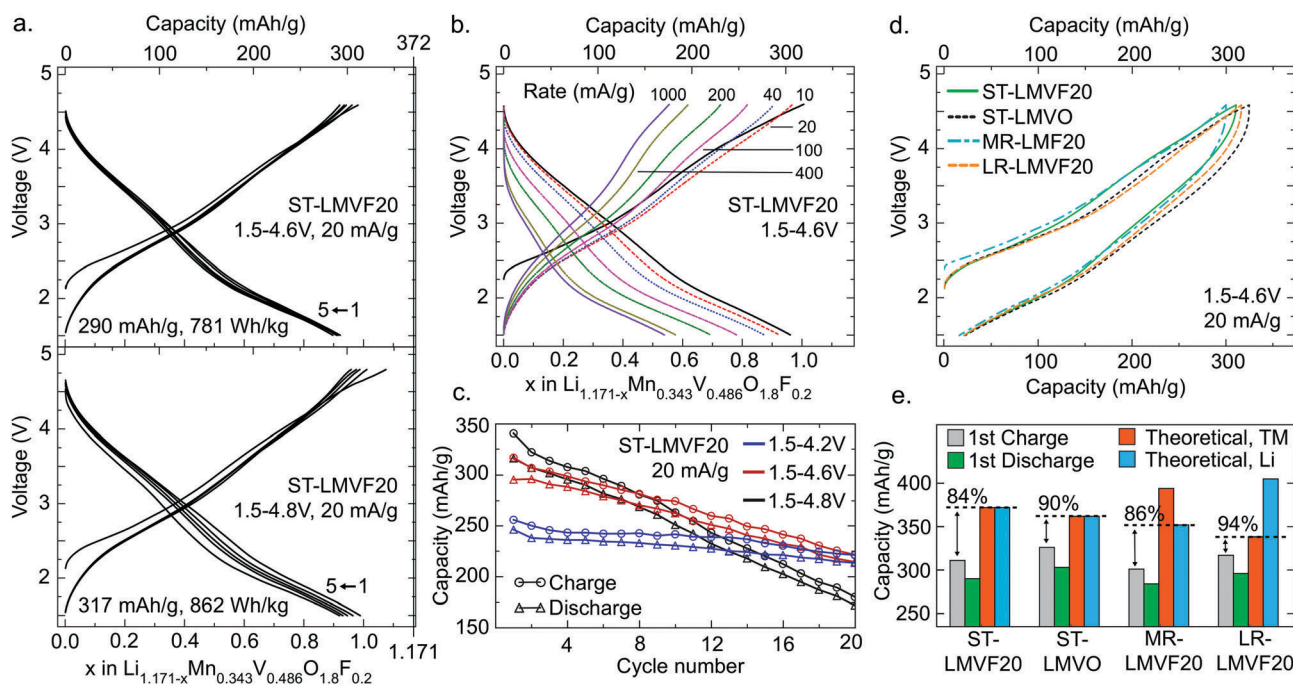 a.
Capacity (mAh/g)
0 100 200 300 372
5
4
3
2
Voltage (V)
ST-LMVF20
1.5-4.6V, 20 mA/g
5←1
290 mAh/g, 781 Wh/kg
5
4
3
2
Voltage (V)
ST-LMVF20
1.5-4.8V, 20 mA/g
5←1
317 mAh/g, 862 Wh/kg
0.0 0.2 0.4 0.6 0.8 1.0 1.171
x in Li1.171-xMn0.343V0.486O1.8F0.2
b.
Capacity (mAh/g)
0 100 200 300
Rate (mA/g)
1000 200 40 10
20
100
400
5
4
3
2
Voltage (V)
ST-LMVF20
1.5-4.6V
0.0 0.2 0.4 0.6 0.8 1.0
x in Li1.171-xMn0.343V0.486O1.8F0.2
c.
Capacity (mAh/g)
350
300
250
200
150
ST-LMVF20
20 mA/g
1.5-4.2V
1.5-4.6V
1.5-4.8V
Charge
Discharge
4 8 12 16 20
Cycle number
d.
Capacity (mAh/g)
0 100 200 300
5
4
3
2
Voltage (V)
ST-LMVF20
ST-LMVO
MR-LMF20
LR-LMVF20
1.5-4.6V
20 mA/g
0 100 200 300
Capacity (mAh/g)
e.
Capacity (mAh/g)
400
350
300
250
1st Charge
1st Discharge
Theoretical, TM
Theoretical, Li
84%
90%
86%
94%
ST-
LMVF20
ST-
LMVO
MR-
LMVF20
LR-
LMVF20